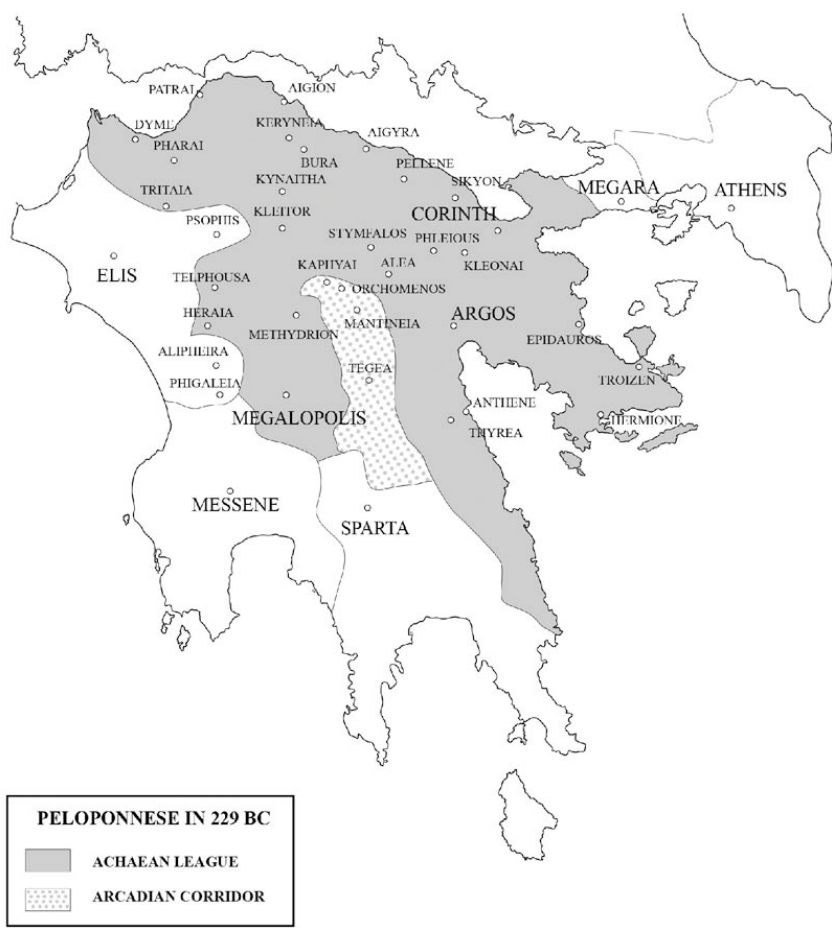 PATRAI
AIGION
DYME
KERYNEIA
AIGYRA
PHARAI
BURA
PELLENE
TRITAIA
KYNAITHA
SIKYON
MEGARA
ATHENS
PSOPHIS
KLEITOR
CORINTH
STYMFALOS
PHLEIOUS
ELIS
KAPHYAI
ALEA
KLEONAI
TELPHOUSA
ORCHOMENOS
HERAIA
METHYDRION
MANTINEIA
ARGOS
EPIDAUROS
ALIPHEIRA
TEGEA
TROIZEN
PHIGALEIA
MEGALOPOLIS
ANTHENE
THYREA
HERMIONE
MESSENE
SPARTA
PELOPONNESE IN 229 BC
ACHAEAN LEAGUE
ARCADIAN CORRIDOR